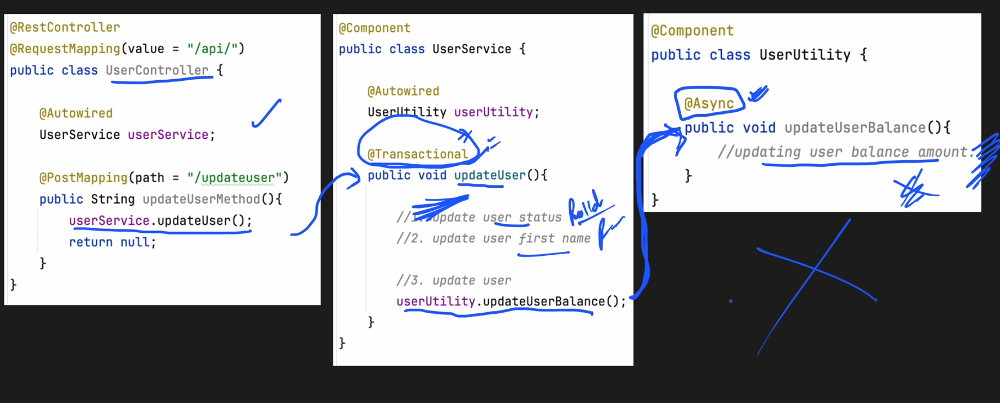 @RestController
@RequestMapping(value = "/api/")
public class UserController {
@Autowired
UserService userService;
@PostMapping(path = "/updateuser")
public String updateUserMethod(){
userService.updateUser();
return null;
}
}
@Component
public class UserService {
@Autowired
UserUtility userUtility;
@Transactional
public void updateUser(){
update user status
//2. update user first name
//3. update user
userUtility.updateUserBalance();
}
}
@Component
public class UserUtility {
@Async
public void updateUserBalance(){
//updating user balance amount.
}
}